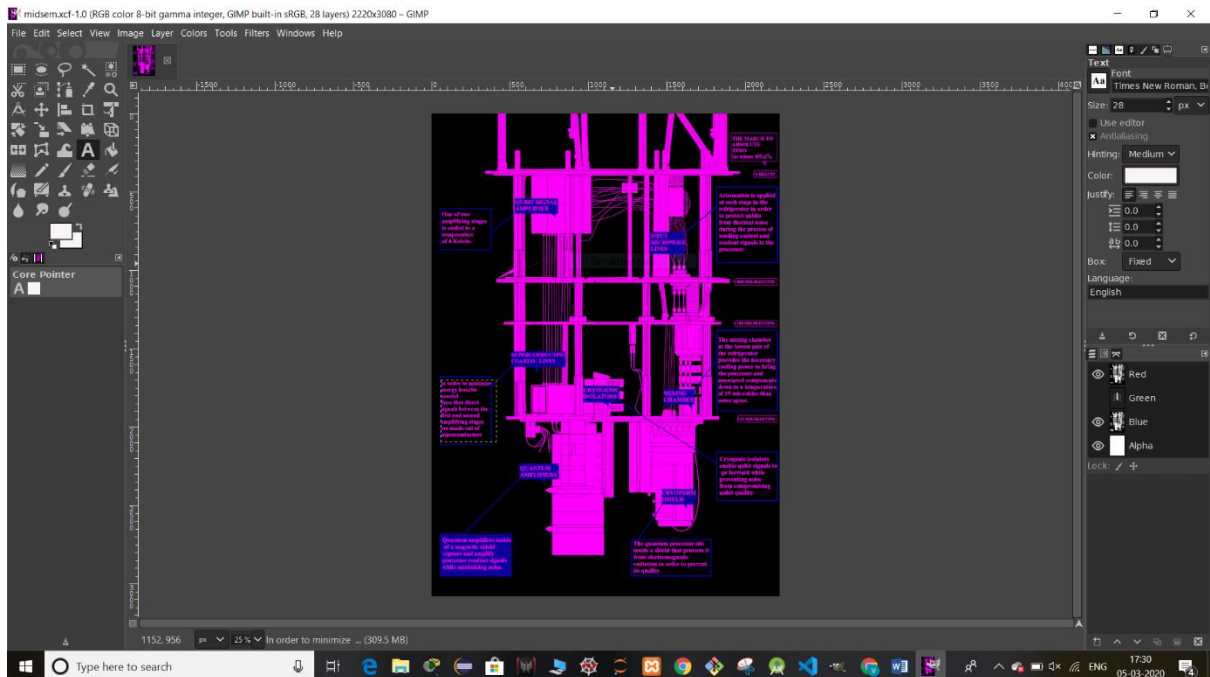 midsem.xcf-1.0 (RGB color 8-bit gamma integer, GIMP built-in sRGB, 28 layers) 2220x3080 – GIMP
File Edit Select View Image Layer Colors Tools Filters Windows Help
THE MARCH TO
ABSOLUTE
ZERO
QUBIT SIGNAL
AMPLIFIER
One of two
amplifying stages
is cooled to a
temperature
of 4 Kelvin.
Attenuation is applied
at each stage in the
refrigerator in order
to protect qubits
from thermal noise
during the process of
sending control and
readout signals to the
processor.
INPUT
MICROWAVE
LINES
SUPERCONDUCTING
COAXIAL LINES
The mixing chamber
at the lowest part of
the refrigerator
provides the necessary
cooling power to bring
the processor and
associated components
down to a temperature
of 15 mk-colder than
outer space.
CRYOGENIC
ISOLATORS
MIXING
CHAMBER
QUANTUM
AMPLIFIERS
Cryogenic isolators
enable qubit signals to
go forward while
preventing noise
from compromising
qubit quality.
SHIELD
Quantum amplifiers
of a magnetic shield
capture and amplify
processor readout signals
while minimizing noise.
The quantum processor sits
inside a shield that protects it
from electromagnetic
radiation in order to prevent
its quality.
Core Pointer
Text
Font
Times New Roman,
Size: 28 px
Use editor
Antialiasing
Hinting: Medium
Color:
Justify:
0.0
0.0
0.0
Box: Fixed
Language:
English
Red
Green
Blue
Alpha
Lock:
1152, 956 px 25 % In order to minimize ... (309.5 MB)
Type here to search
ENG
17:30
05-03-2020